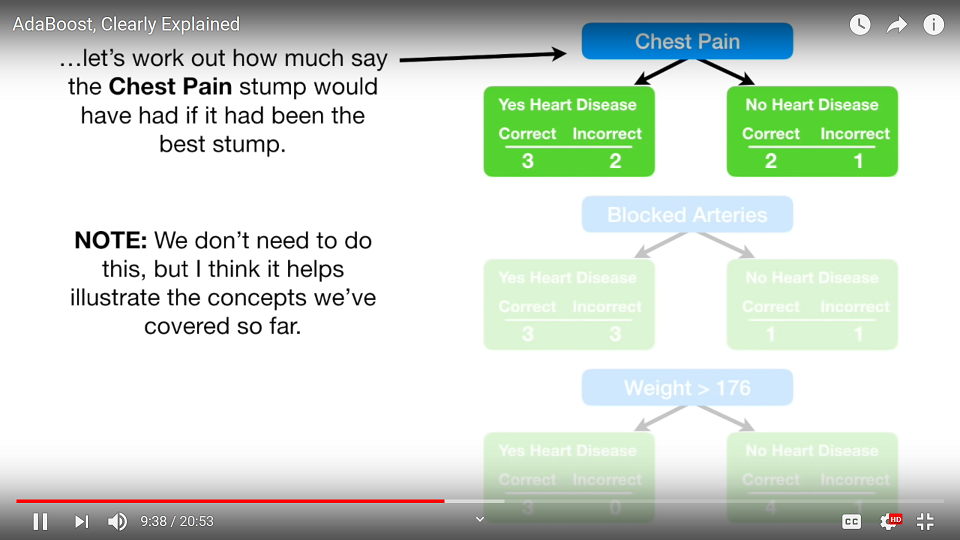 AdaBoost, Clearly Explained
…let’s work out how much say
the Chest Pain stump would
have had if it had been the
best stump.
NOTE: We don’t need to do
this, but I think it helps
illustrate the concepts we’ve
covered so far.
Chest Pain
Yes Heart Disease
Correct Incorrect
3 2
No Heart Disease
Correct Incorrect
2 1
Blocked Arteries
Yes Heart Disease
Correct Incorrect
3 3
No Heart Disease
Correct Incorrect
1 1
Weight > 176
Yes Heart Disease
Correct Incorrect
3 0
No Heart Disease
Correct Incorrect
4 1
9:38 / 20:53
CC
HD